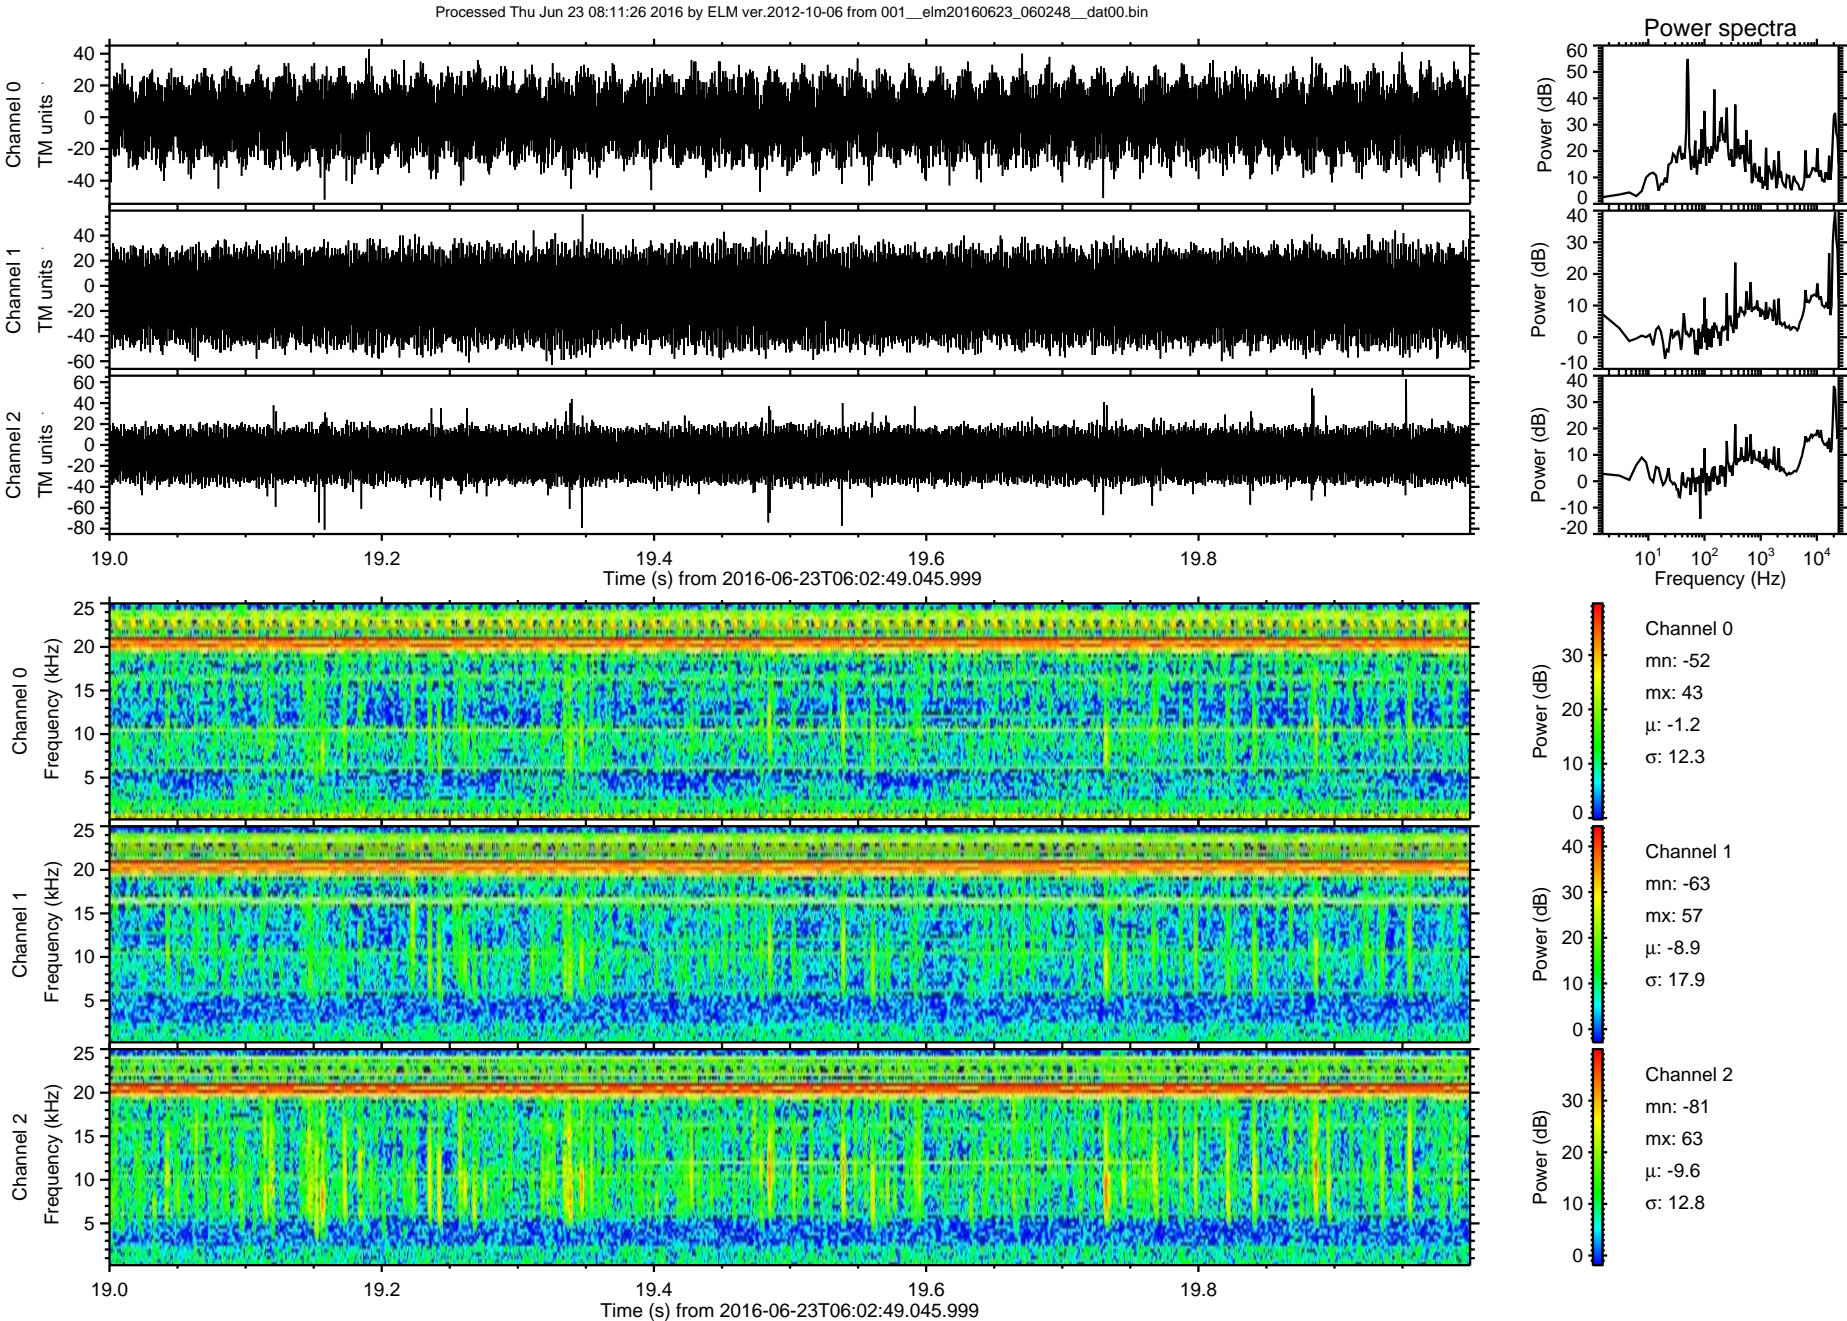 Processed Thu Jun 23 08:11:26 2016 by ELM ver.2012-10-06 from 001__elm20160623_060248__dat00.bin
Power spectra
Channel 0
TM units
40
20
0
-20
-40
Power (dB)
60
50
40
30
20
10
0
Channel 1
TM units
40
20
0
-20
-40
-60
Power (dB)
40
30
20
10
0
-10
Channel 2
TM units
60
40
20
0
-20
-40
-60
-80
Power (dB)
40
30
20
10
0
-10
-20
19.0 19.2 19.4 19.6 19.8
Time (s) from 2016-06-23T06:02:49.045.999
10¹ 10² 10³ 10⁴
Frequency (Hz)
Channel 0
Frequency (kHz)
25
20
15
10
5
Power (dB)
30
20
10
0
Channel 0
mn: -52
mx: 43
μ: -1.2
σ: 12.3
Channel 1
Frequency (kHz)
25
20
15
10
5
Power (dB)
40
30
20
10
0
Channel 1
mn: -63
mx: 57
μ: -8.9
σ: 17.9
Channel 2
Frequency (kHz)
25
20
15
10
5
Power (dB)
30
20
10
0
Channel 2
mn: -81
mx: 63
μ: -9.6
σ: 12.8
19.0 19.2 19.4 19.6 19.8
Time (s) from 2016-06-23T06:02:49.045.999